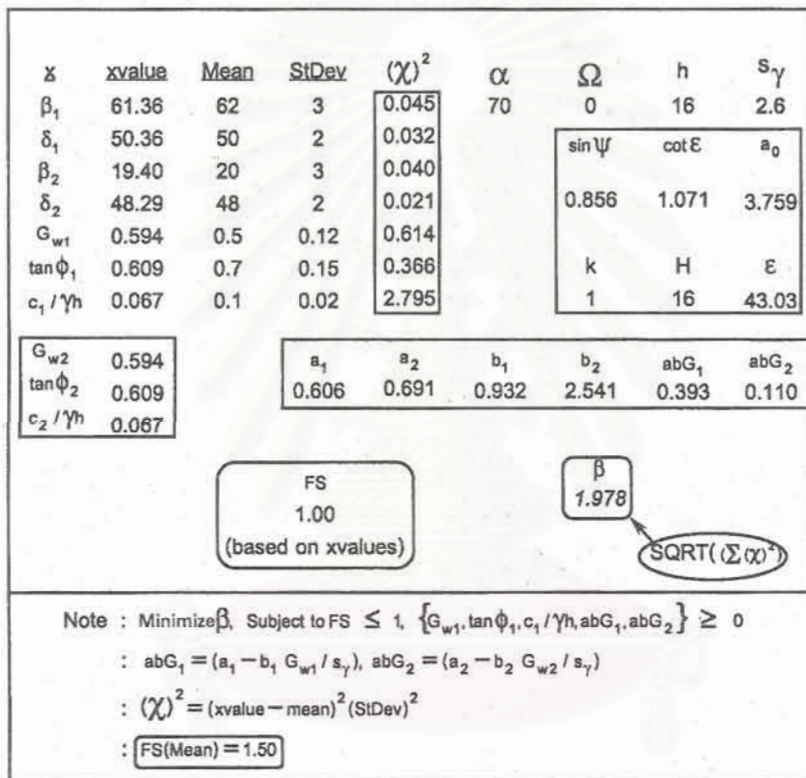 x xvalue Mean StDev (χ)² α Ω h sγ
β₁ 61.36 62 3 0.045 70 0 16 2.6
δ₁ 50.36 50 2 0.032 sinψ cotε a₀
β₂ 19.40 20 3 0.040
δ₂ 48.29 48 2 0.021 0.856 1.071 3.759
Gw1 0.594 0.5 0.12 0.614
tanφ₁ 0.609 0.7 0.15 0.366 k H ε
c₁/γh 0.067 0.1 0.02 2.795 1 16 43.03
Gw2 0.594 a₁ a₂ b₁ b₂ abG₁ abG₂
tanφ₂ 0.609 0.606 0.691 0.932 2.541 0.393 0.110
c₂/γh 0.067
FS β
1.00 1.978
(based on xvalues) SQRT((Σ(χ)²)
Note : Minimizeβ, Subject to FS ≤ 1, {Gw1,tanφ₁,c₁/γh,abG₁,abG₂} ≥ 0
: abG₁=(a₁−b₁ Gw1/sγ), abG₂=(a₂−b₂ Gw2/sγ)
: (χ)²=(xvalue−mean)²(StDev)²
: FS(Mean)=1.50